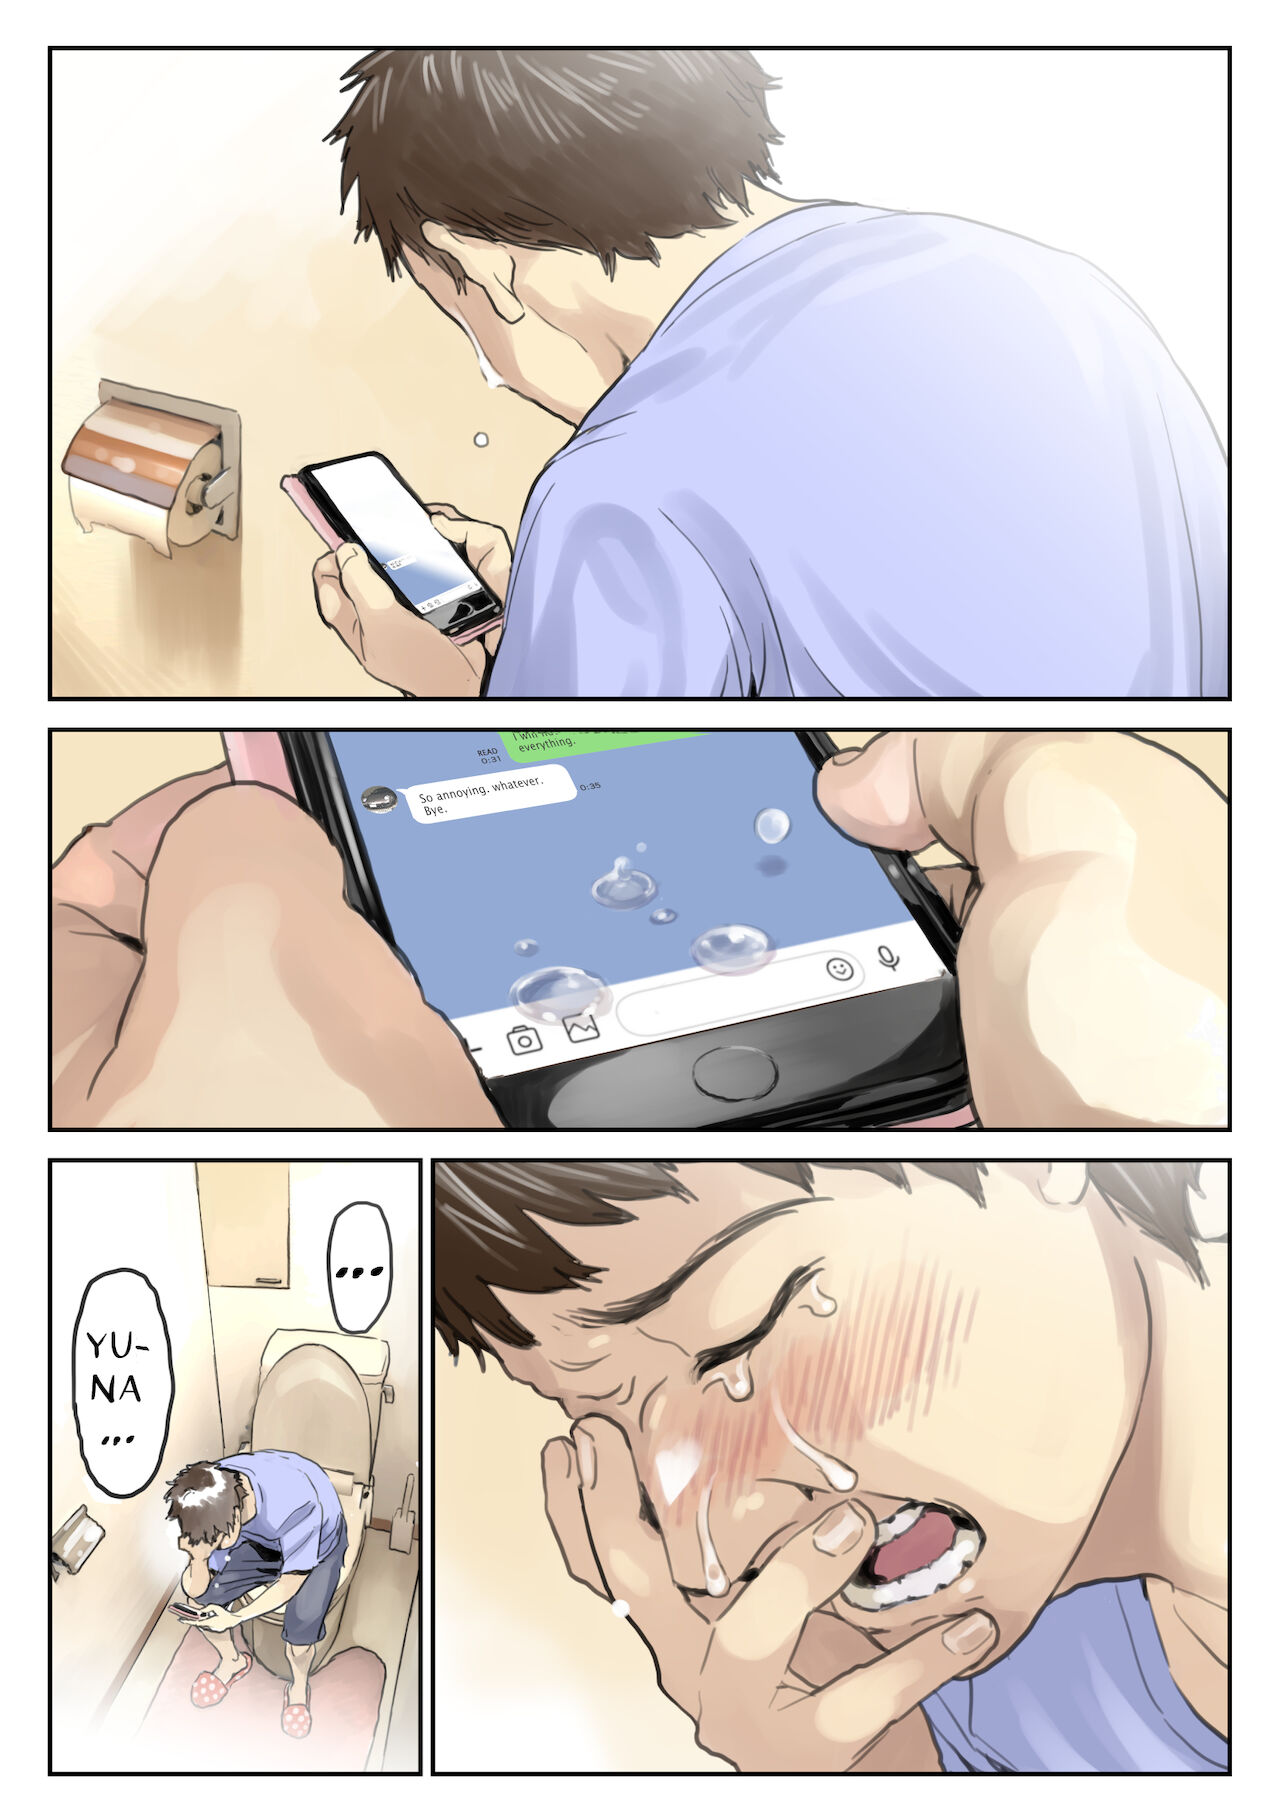 everything.
READ
0:31
So annoying. whatever.
Bye.
0:35
...
YU-
NA
...